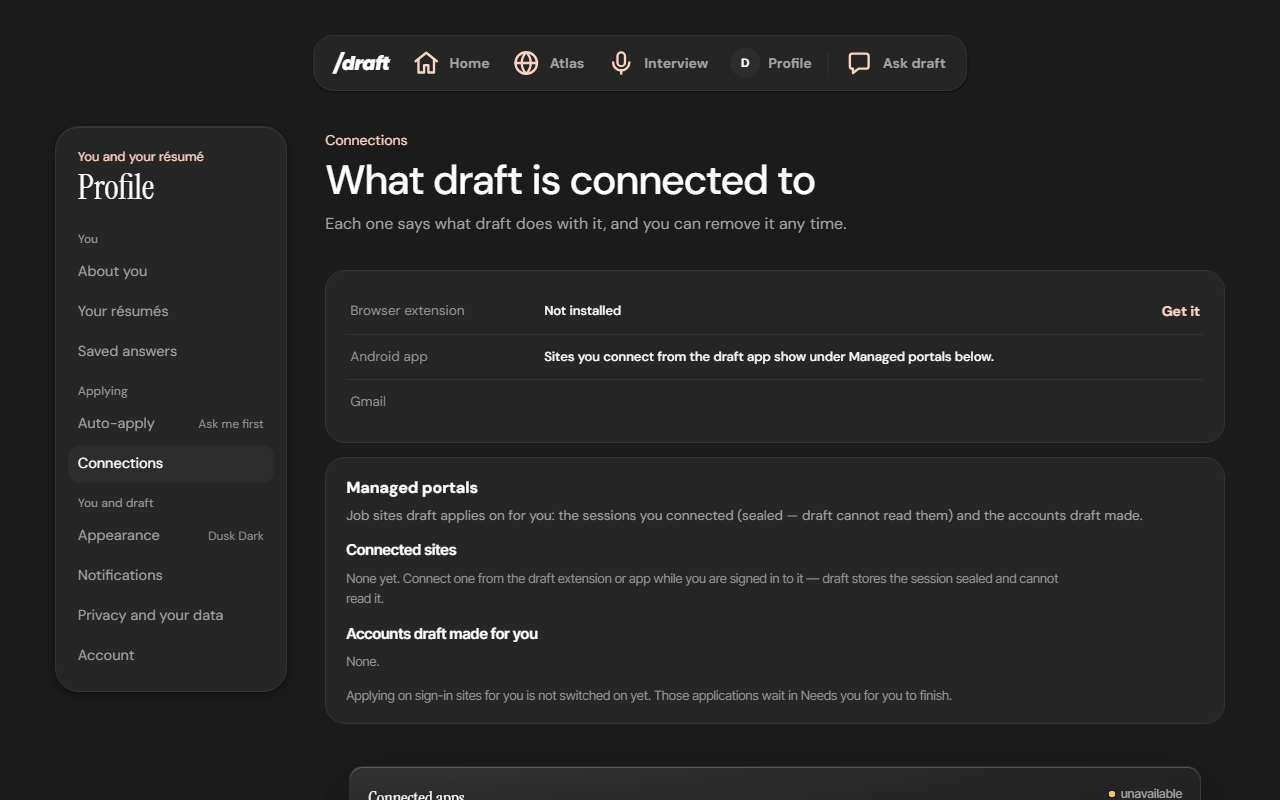 /draft
Home
Atlas
Interview
D
Profile
Ask draft
You and your résumé
Profile
You
About you
Your résumés
Saved answers
Applying
Auto-apply
Ask me first
Connections
You and draft
Appearance
Dusk Dark
Notifications
Privacy and your data
Account
Connections
What draft is connected to
Each one says what draft does with it, and you can remove it any time.
Browser extension
Not installed
Get it
Android app
Sites you connect from the draft app show under Managed portals below.
Gmail
Managed portals
Job sites draft applies on for you: the sessions you connected (sealed — draft cannot read them) and the accounts draft made.
Connected sites
None yet. Connect one from the draft extension or app while you are signed in to it — draft stores the session sealed and cannot
read it.
Accounts draft made for you
None.
Applying on sign-in sites for you is not switched on yet. Those applications wait in Needs you for you to finish.
Connected apps
unavailable